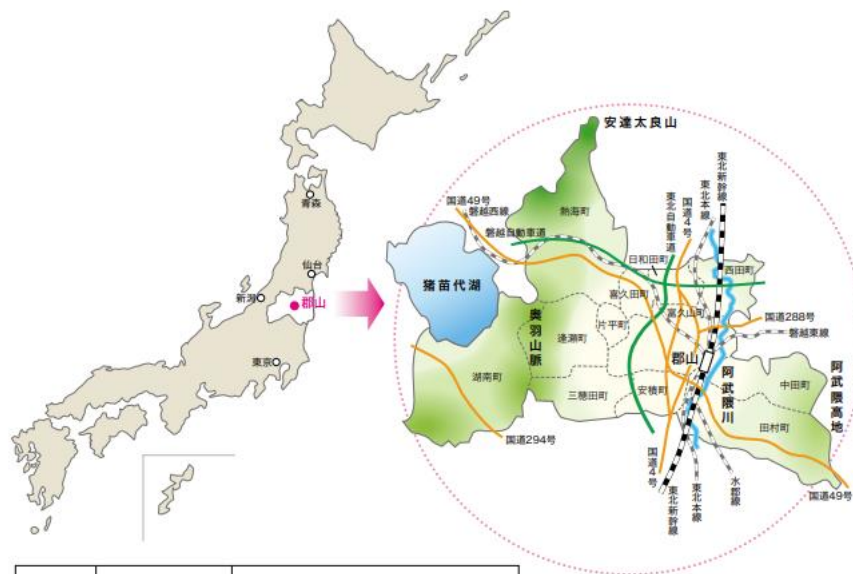 青森
仙台
新潟
郡山
東京
安達太良山
国道49号
磐越西線
磐越自動車道
熱海町
東北自動車道
国道4号
東北本線
東北新幹線
日和田町
西田町
猪苗代湖
喜久田町
富久山町
国道288号
磐越東線
奥羽山脈
逢瀬町
片平町
郡山
阿武隈川
阿武隈高地
湖南町
三穂田町
安積町
中田町
田村町
国道294号
国道4号
東北新幹線
東北本線
水郡線
国道49号